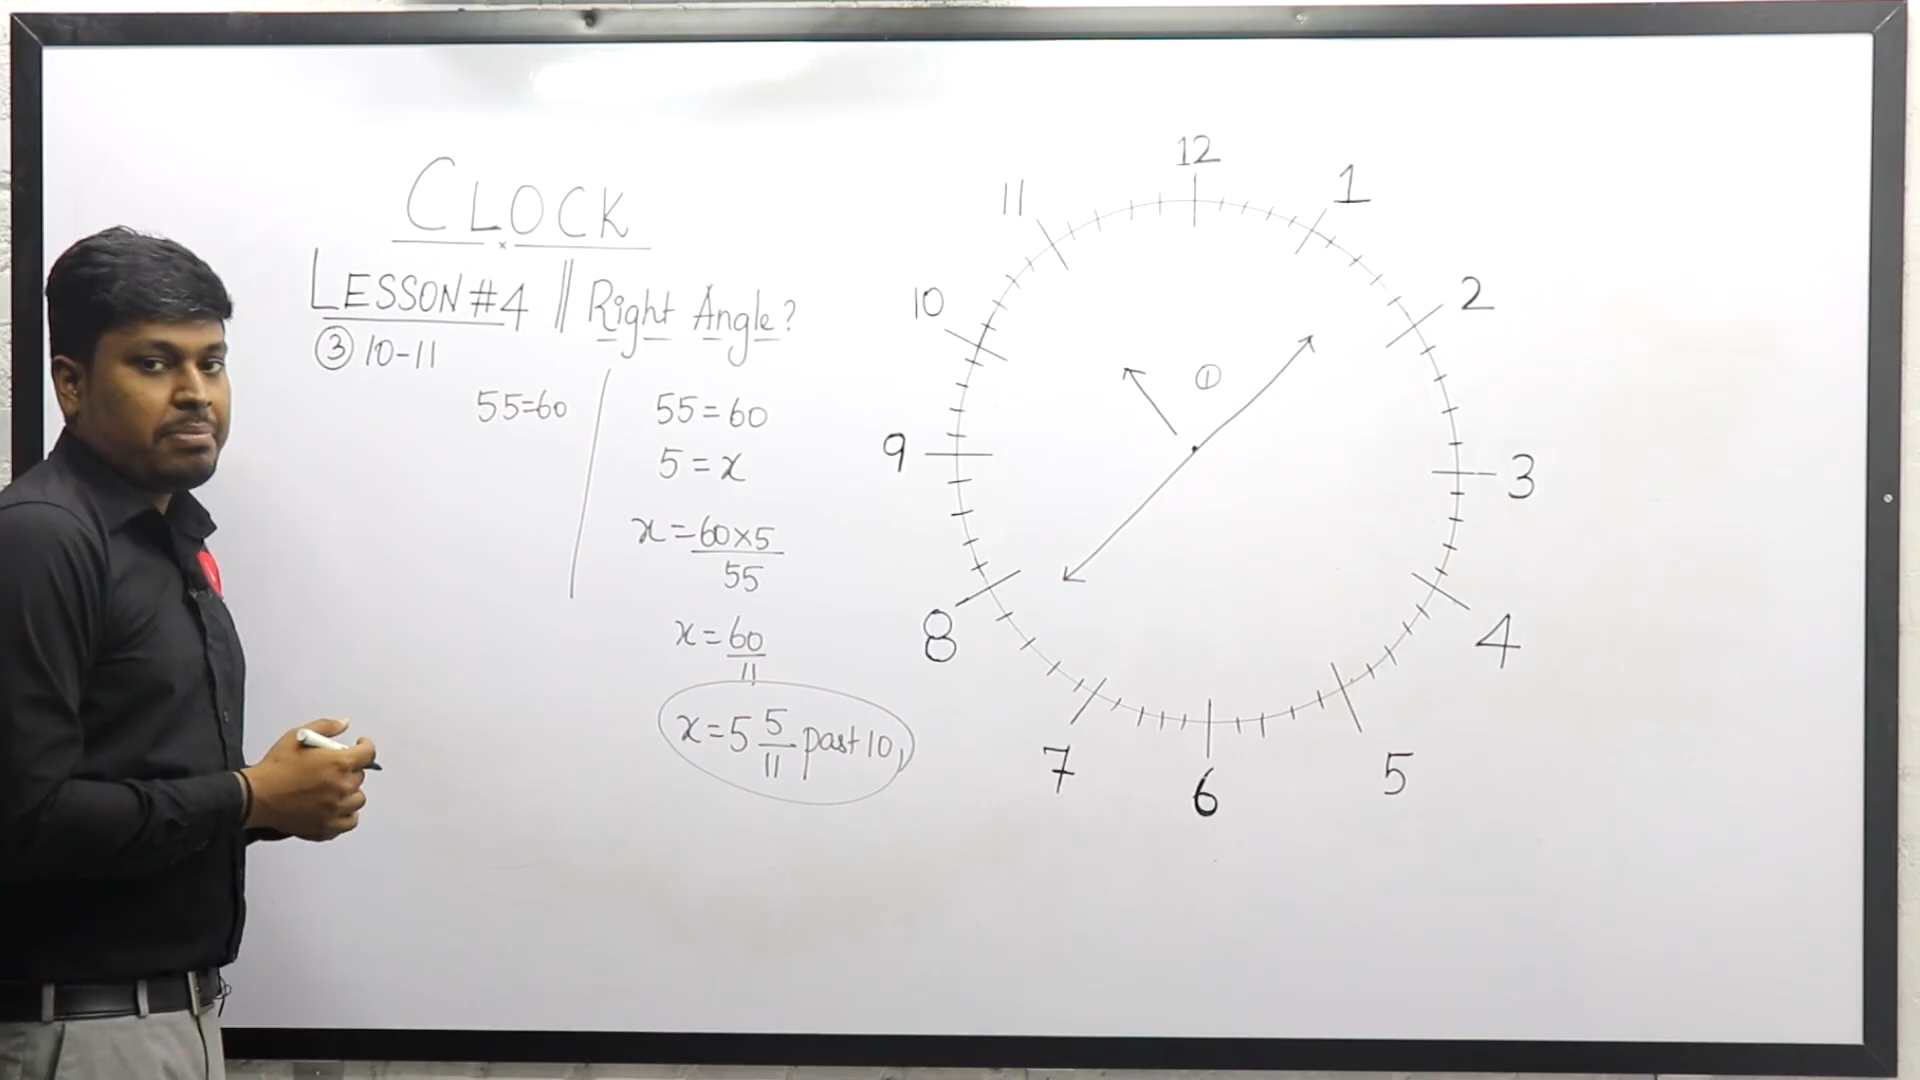 CLOCK
LESSON #4 || Right Angle?
③ 10-11
55=60
55=60
5=x
x=60×5/55
x=60/11
x=5 5/11 past 10,
12
1
2
3
4
5
6
7
8
9
10
11
①